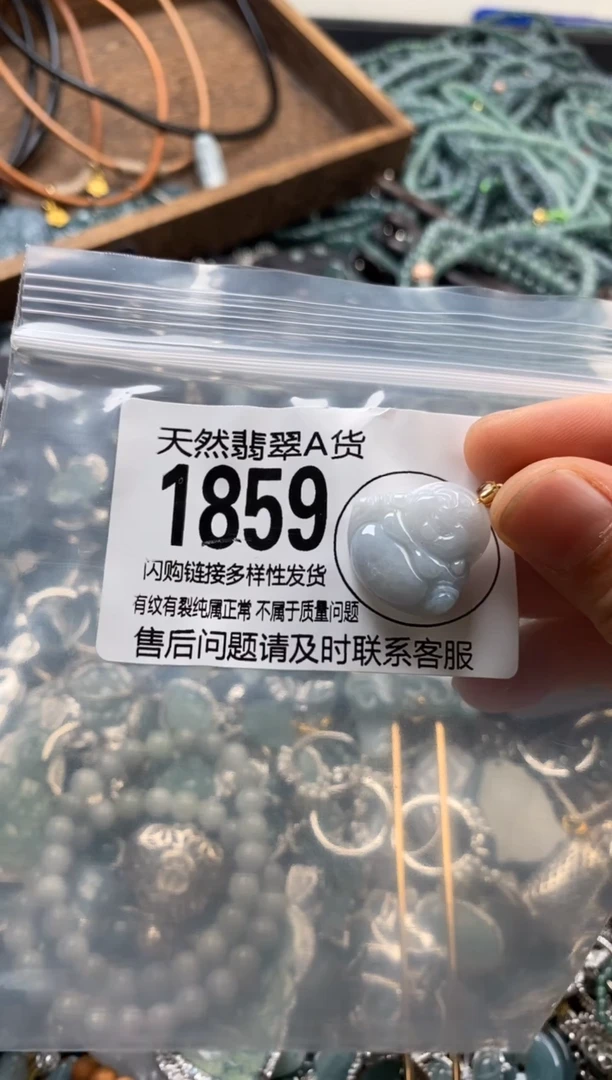 天然翡翠A货
1859
闪购链接多样性发货
有纹有裂纯属正常 不属于质量问题
售后问题请及时联系客服